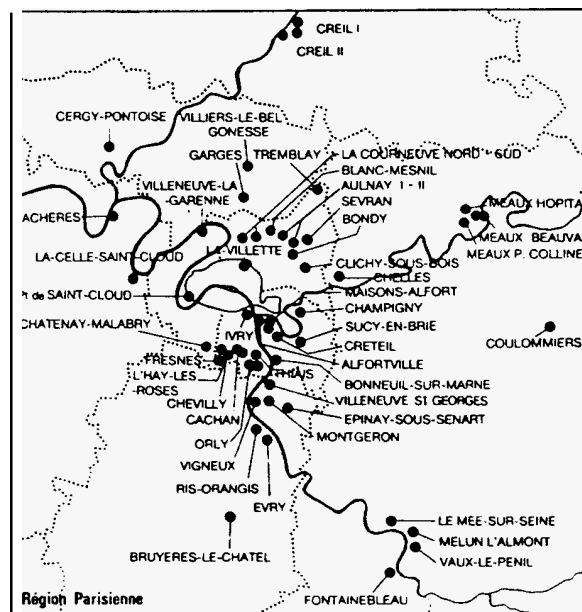 CREIL I
CREIL II
CERGY-PONTOISE
VILLIERS-LE-BEL
GONESSE
GARGES
TREMBLAY
LA COURNEUVE NORD - SUD
BLANC-MESNIL
AULNAY I - II
SEVRAN
BONDY
VILLENEUVE-LA
-GARENNE
MEAUX HOPITA
ACHERES
MEAUX BEAUVA
MEAUX P. COLLINE
LA-CELLE-SAINT-CLOUD
LA-VILLETTE
CLICHY-SOUS-BOIS
CHELLES
Pt de SAINT-CLOUD
MAISONS-ALFORT
CHAMPIGNY
CHATENAY-MALABRY
IVRY
SUCY-EN-BRIE
COULOMMIERS
CRETEIL
FRESNES
THIAIS
ALFORTVILLE
L'HAY-LES
-ROSES
BONNEUIL-SUR-MARNE
CHEVILLY
VILLENEUVE St GEORGES
CACHAN
EPINAY-SOUS-SENART
ORLY
MONTGERON
VIGNEUX
RIS-ORANGIS
EVRY
LE MEE-SUR-SEINE
MELUN L'ALMONT
BRUYERES-LE-CHATEL
VAUX-LE-PENIL
Région Parisienne
FONTAINEBLEAU